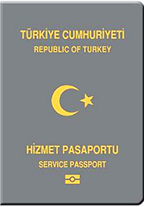 TÜRKİYE CUMHURİYETİ
REPUBLIC OF TURKEY
HİZMET PASAPORTU
SERVICE PASSPORT